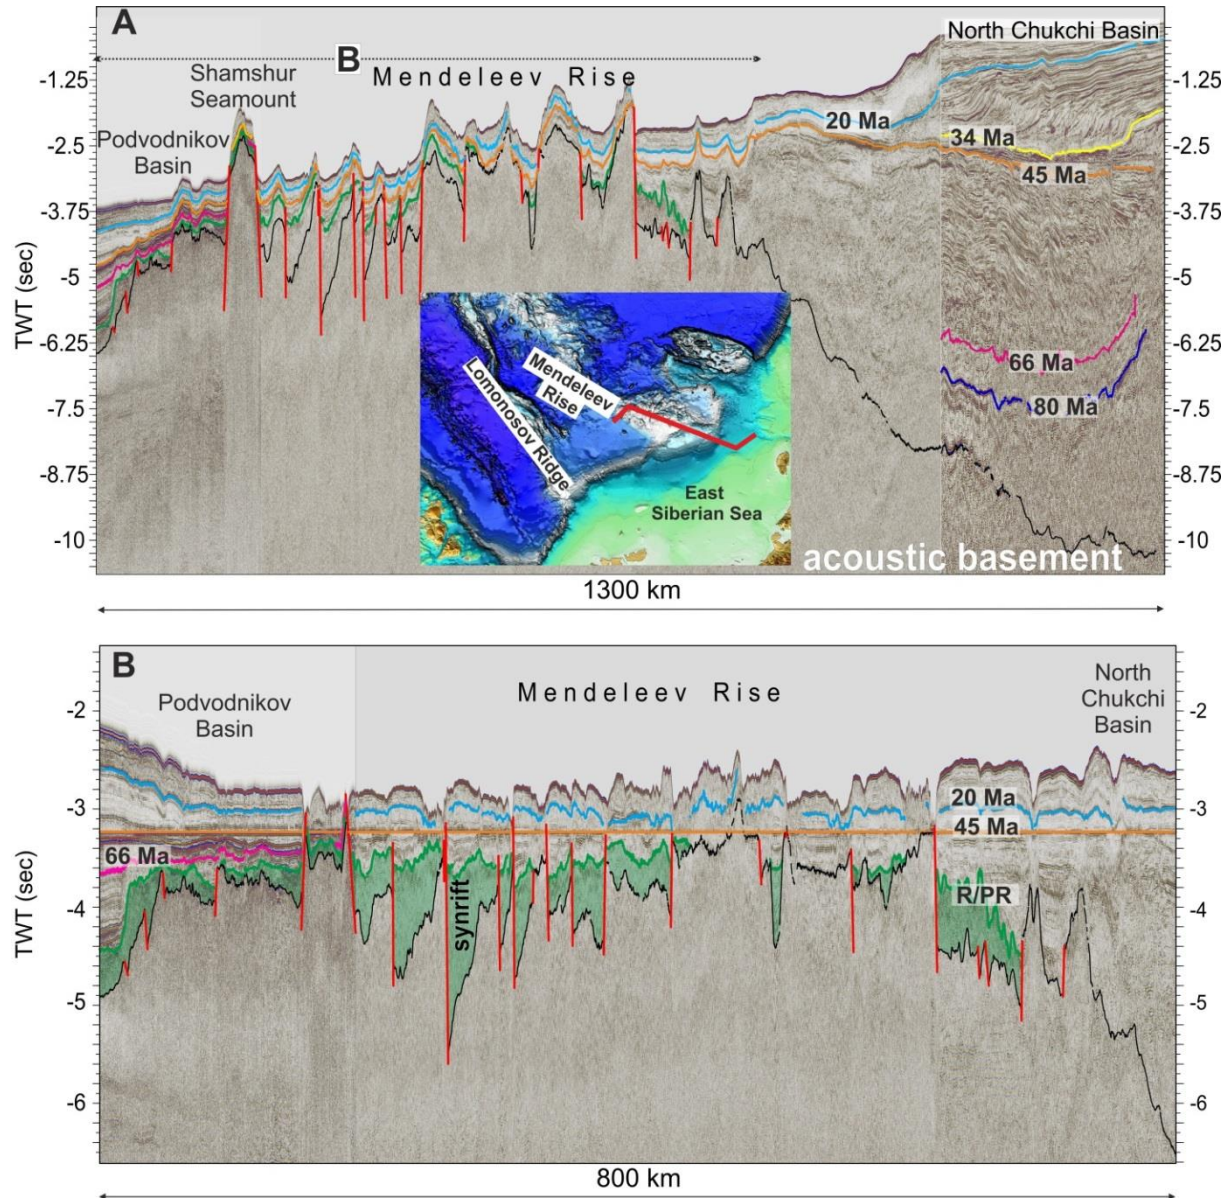 A
North Chukchi Basin
B
Mendeleev Rise
Shamshur
Seamount
Podvodnikov
Basin
-1.25
-2.5
-3.75
-5
-6.25
-7.5
-8.75
-10
TWT (sec)
20 Ma
34 Ma
45 Ma
66 Ma
80 Ma
-1.25
-2.5
-3.75
-5
-6.25
-7.5
-8.75
-10
Lomonosov Ridge
Mendeleev
Rise
East
Siberian Sea
acoustic basement
1300 km
B
Mendeleev Rise
North
Chukchi
Basin
Podvodnikov
Basin
-2
-3
-4
-5
-6
TWT (sec)
20 Ma
45 Ma
66 Ma
synrift
R/PR
-2
-3
-4
-5
-6
800 km